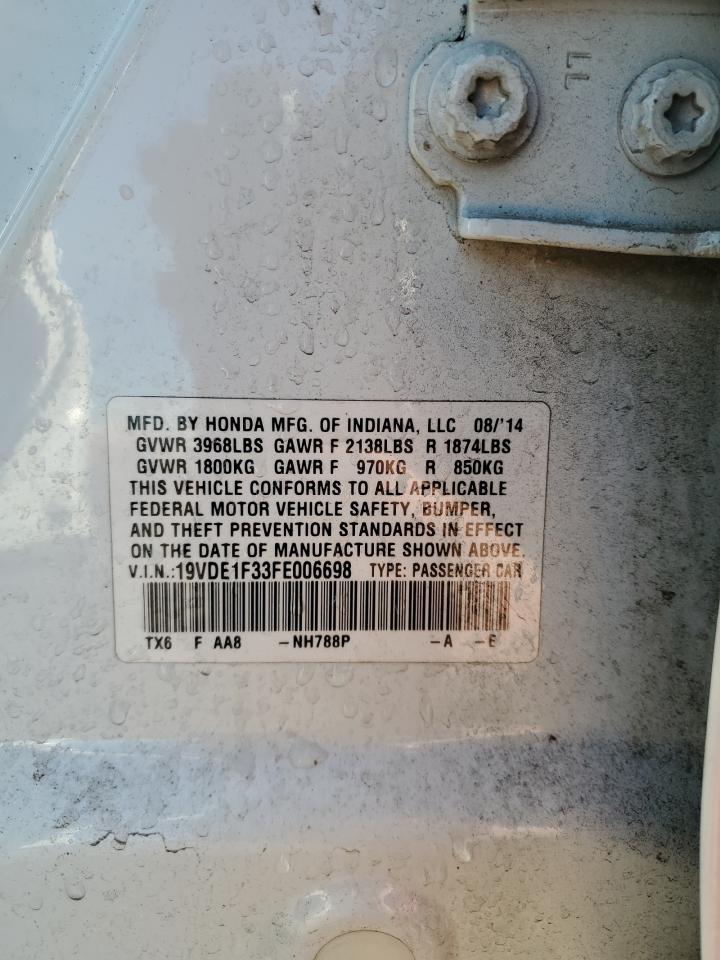 LL
MFD. BY HONDA MFG. OF INDIANA, LLC 08/'14
GVWR 3968LBS GAWR F 2138LBS R 1874LBS
GVWR 1800KG GAWR F 970KG R 850KG
THIS VEHICLE CONFORMS TO ALL APPLICABLE
FEDERAL MOTOR VEHICLE SAFETY, BUMPER,
AND THEFT PREVENTION STANDARDS IN EFFECT
ON THE DATE OF MANUFACTURE SHOWN ABOVE.
V.I.N.:19VDE1F33FE006698 TYPE: PASSENGER CAR
TX6 F AA8 -NH788P -A -E